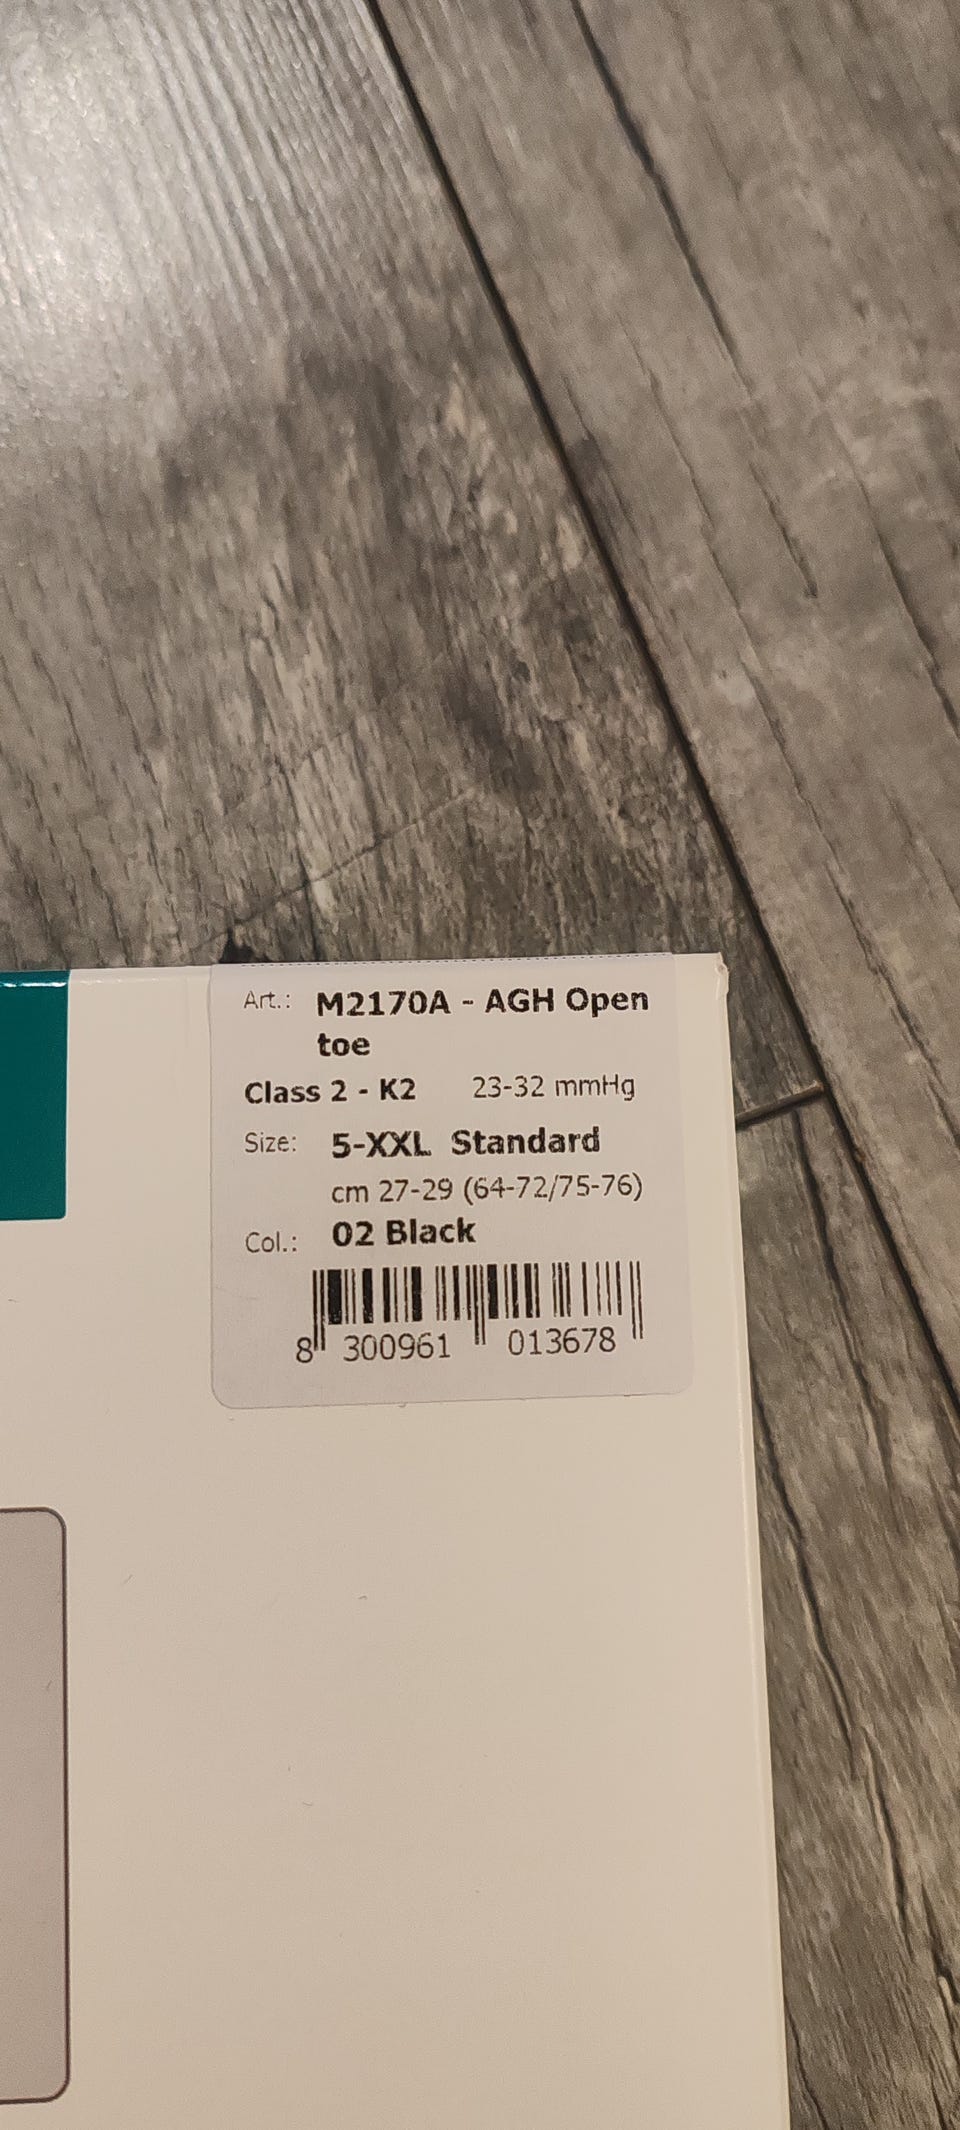 Art.: M2170A - AGH Open
toe
Class 2 - K2 23-32 mmHg
Size: 5-XXL Standard
cm 27-29 (64-72/75-76)
Col.: 02 Black
8 300961 013678